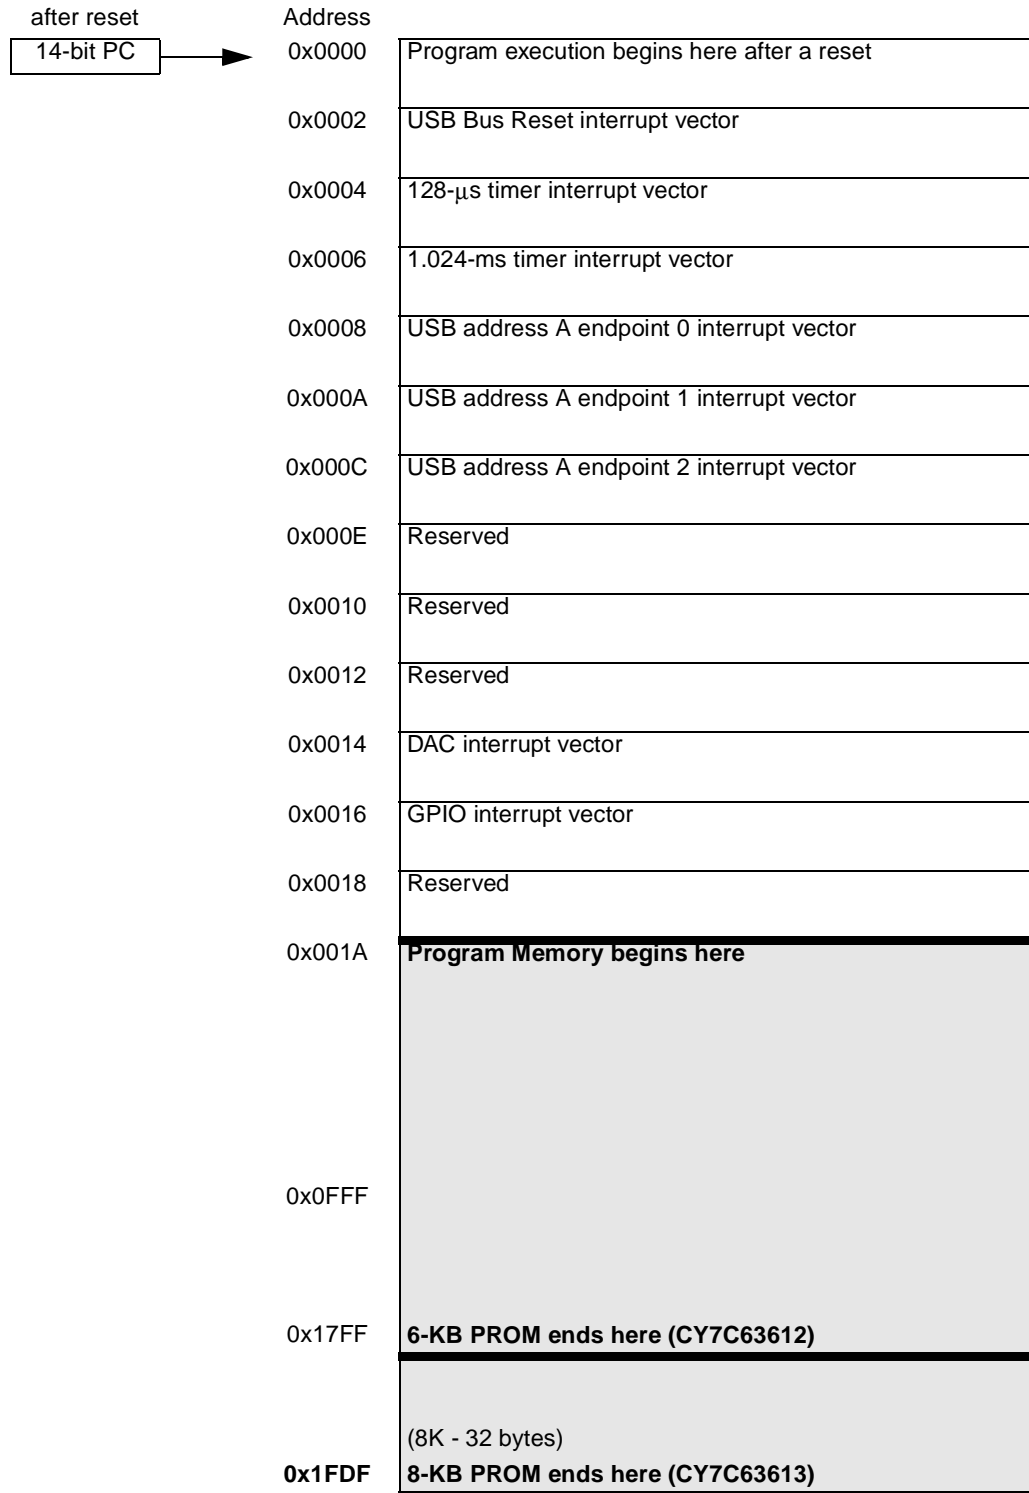 after reset Address
14-bit PC 0x0000 Program execution begins here after a reset
0x0002 USB Bus Reset interrupt vector
0x0004 128-μs timer interrupt vector
0x0006 1.024-ms timer interrupt vector
0x0008 USB address A endpoint 0 interrupt vector
0x000A USB address A endpoint 1 interrupt vector
0x000C USB address A endpoint 2 interrupt vector
0x000E Reserved
0x0010 Reserved
0x0012 Reserved
0x0014 DAC interrupt vector
0x0016 GPIO interrupt vector
0x0018 Reserved
0x001A Program Memory begins here
0x0FFF
0x17FF 6-KB PROM ends here (CY7C63612)
(8K - 32 bytes)
0x1FDF 8-KB PROM ends here (CY7C63613)